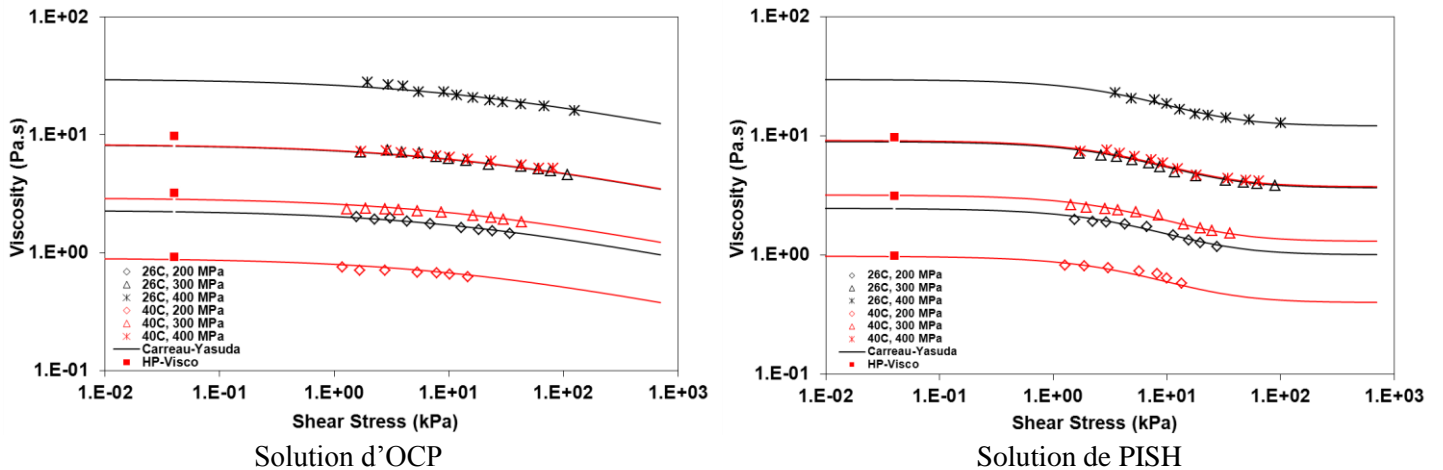 1.E+02
1.E+01
1.E+00
1.E-01
Viscosity (Pa.s)
26C, 200 MPa
26C, 300 MPa
26C, 400 MPa
40C, 200 MPa
40C, 300 MPa
40C, 400 MPa
Carreau-Yasuda
HP-Visco
1.E-02 1.E-01 1.E+00 1.E+01 1.E+02 1.E+03
Shear Stress (kPa)
Solution d’OCP
1.E+02
1.E+01
1.E+00
1.E-01
Viscosity (Pa.s)
26C, 200 MPa
26C, 300 MPa
26C, 400 MPa
40C, 200 MPa
40C, 300 MPa
40C, 400 MPa
Carreau-Yasuda
HP-Visco
1.E-02 1.E-01 1.E+00 1.E+01 1.E+02 1.E+03
Shear Stress (kPa)
Solution de PISH